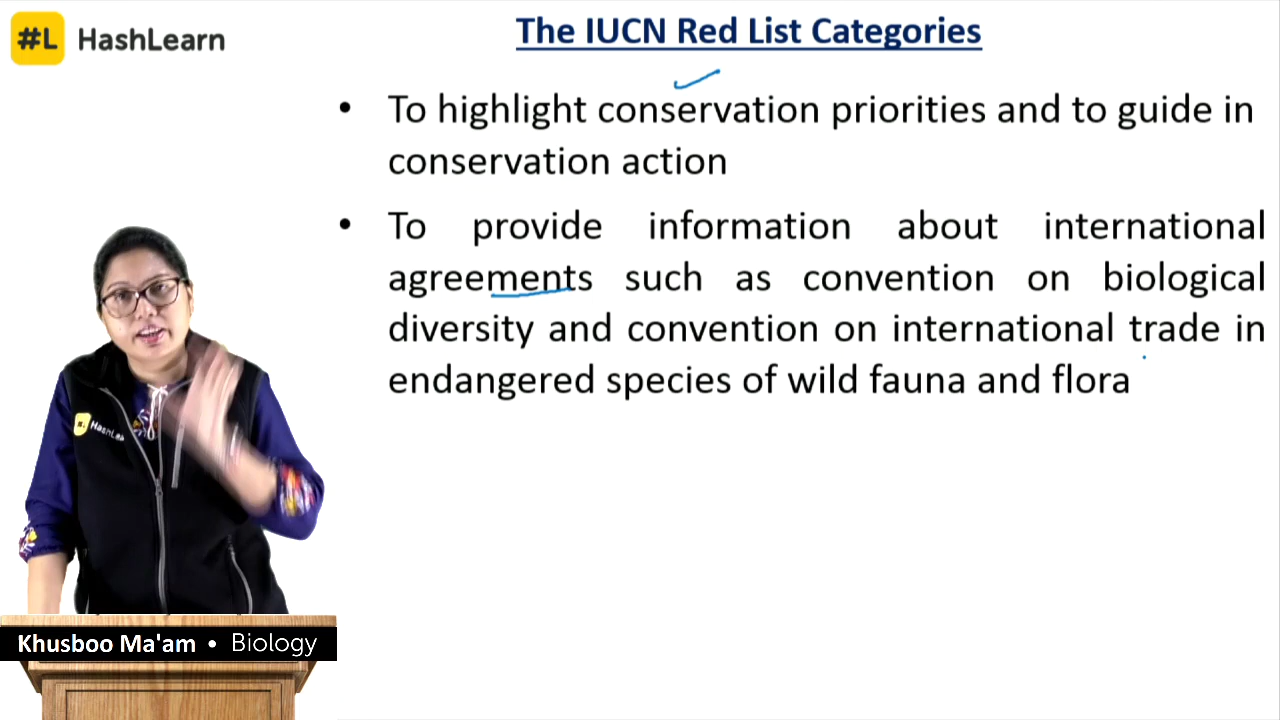 #L HashLearn
The IUCN Red List Categories
• To highlight conservation priorities and to guide in
conservation action
• To provide information about international
agreements such as convention on biological
diversity and convention on international trade in
endangered species of wild fauna and flora
#L HashLea
Khusboo Ma'am • Biology